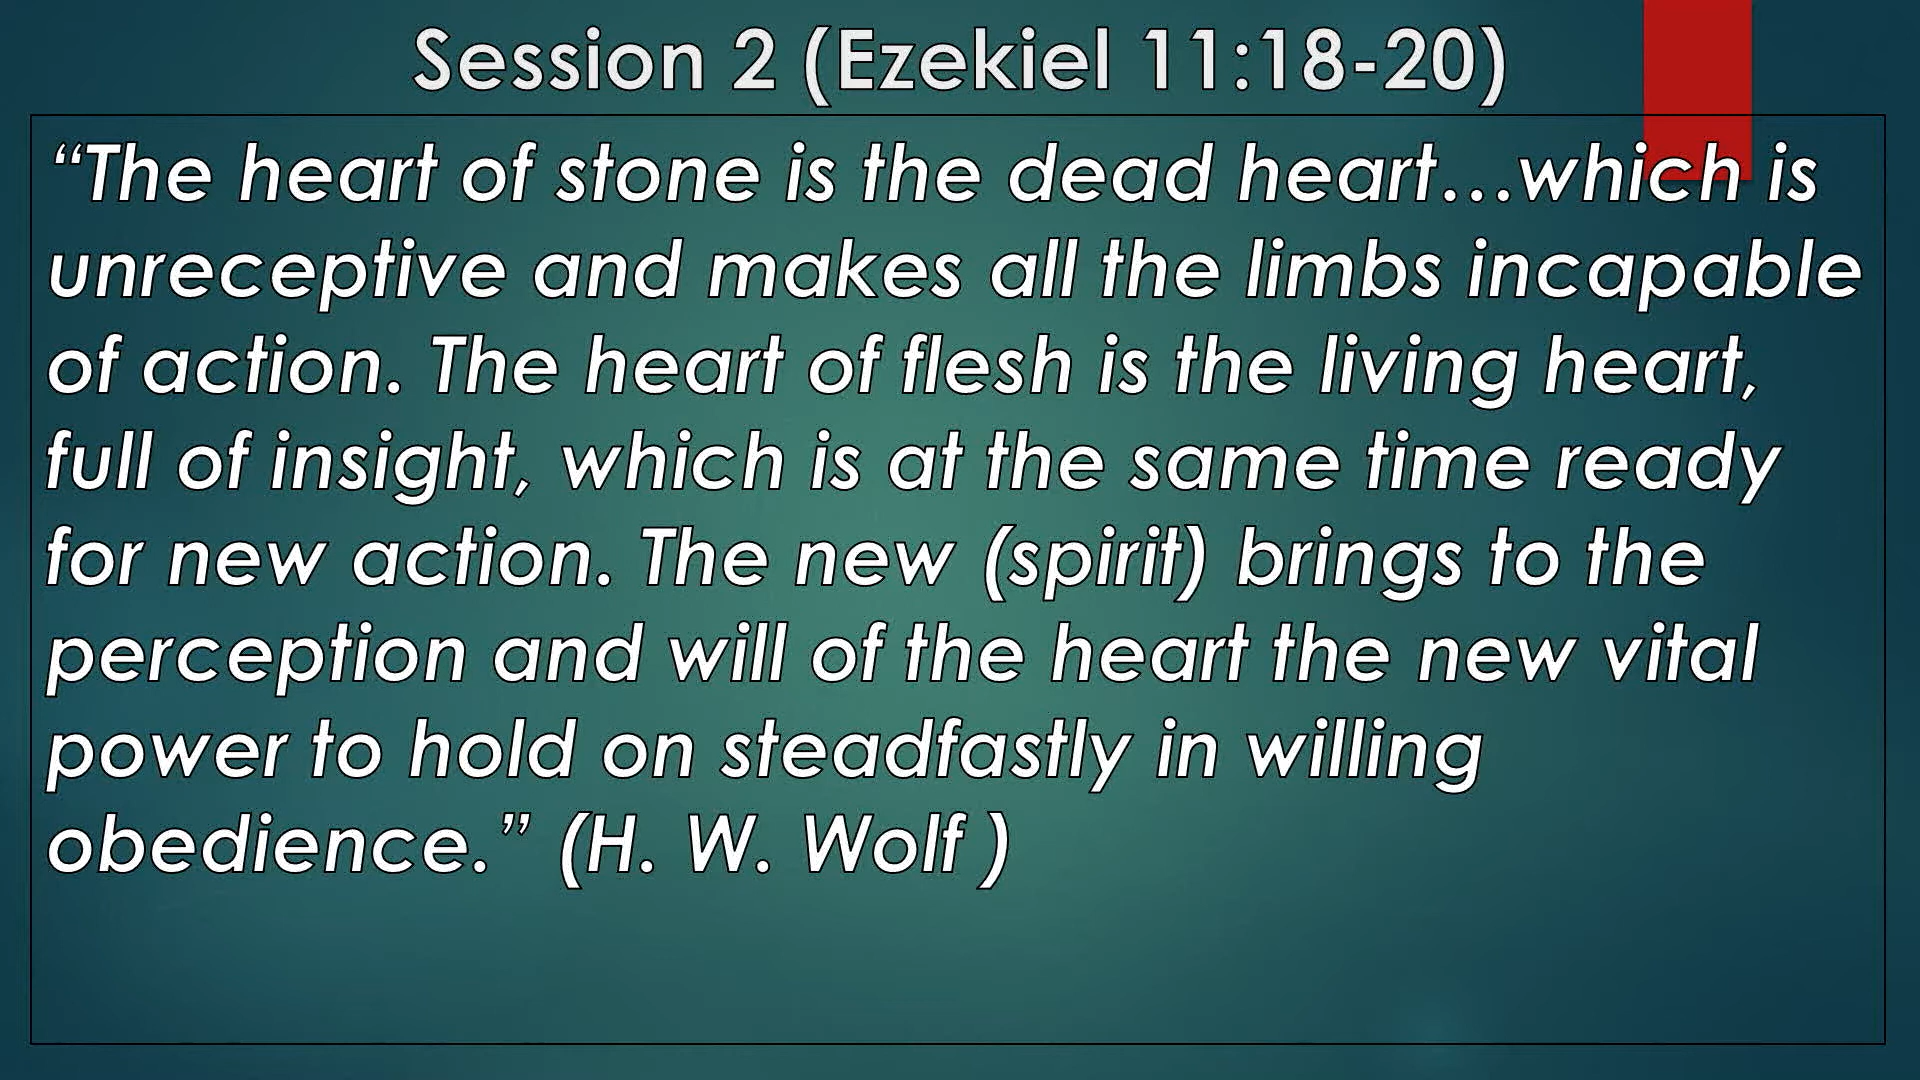 Session 2 (Ezekiel 11:18-20)
“The heart of stone is the dead heart…which is
unreceptive and makes all the limbs incapable
of action. The heart of flesh is the living heart,
full of insight, which is at the same time ready
for new action. The new (spirit) brings to the
perception and will of the heart the new vital
power to hold on steadfastly in willing
obedience.” (H. W. Wolf )